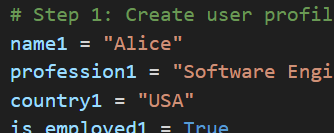 # Step 1: Create user profil
name1 = "Alice"
profession1 = "Software Engi
country1 = "USA"
is_employed1 = True